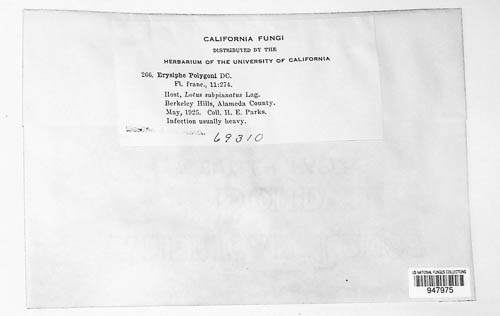 CALIFORNIA FUNGI
DISTRIBUTED BY THE
HERBARIUM OF THE UNIVERSITY OF CALIFORNIA
266. Erysiphe Polygoni DC.
Fl. franc., 11:274.
Host, Lotus subpinnatus Lag.
Berkeley Hills, Alameda County.
May, 1925. Coll. H. E. Parks.
Infection usually heavy.
69310
US NATIONAL FUNGUS COLLECTIONS
947975